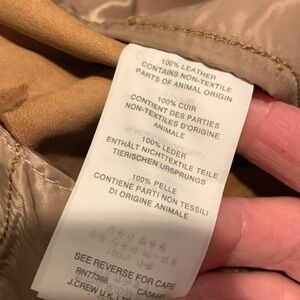 100% LEATHER
CONTAINS NON-TEXTILE
PARTS OF ANIMAL ORIGIN
100% CUIR
CONTIENT DES PARTIES
NON-TEXTILES D'ORIGINE
ANIMALE
100% LEDER
ENTHÄLT NICHTTEXTILE TEILE
TIERISCHEN URSPRUNGS
100% PELLE
CONTIENE PARTI NON TESSILI
DI ORIGINE ANIMALE
SEE REVERSE FOR CARE
RN77388
J.CREW U.K.